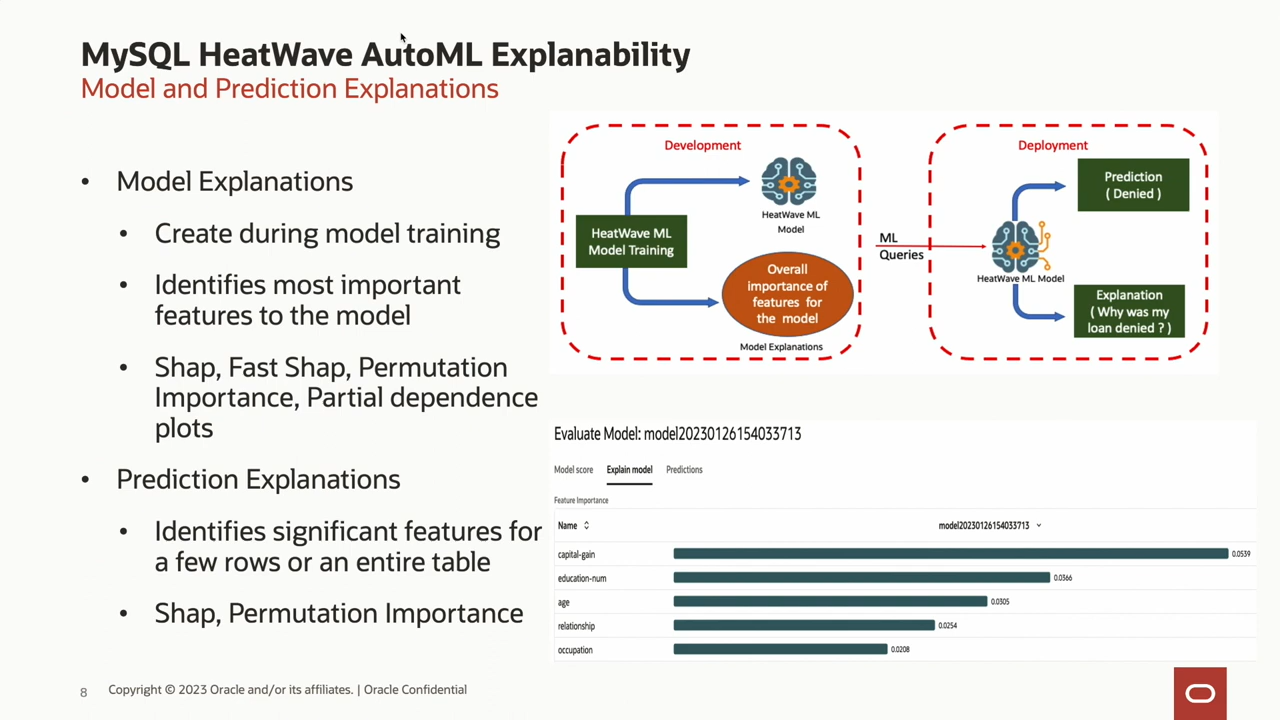 MySQL HeatWave AutoML Explanability
Model and Prediction Explanations
• Model Explanations
• Create during model training
• Identifies most important
features to the model
• Shap, Fast Shap, Permutation
Importance, Partial dependence
plots
• Prediction Explanations
• Identifies significant features for
a few rows or an entire table
• Shap, Permutation Importance
Development
HeatWave ML
Model Training
HeatWave ML
Model
Overall
importance of
features for
the model
Model Explanations
ML
Queries
Deployment
HeatWave ML Model
Prediction
( Denied )
Explanation
( Why was my
loan denied ? )
Evaluate Model: model20230126154033713
Model score Explain model Predictions
Feature Importance
Name model20230126154033713
capital-gain 0.0539
education-num 0.0366
age 0.0305
relationship 0.0254
occupation 0.0208
8 Copyright © 2023 Oracle and/or its affiliates. | Oracle Confidential